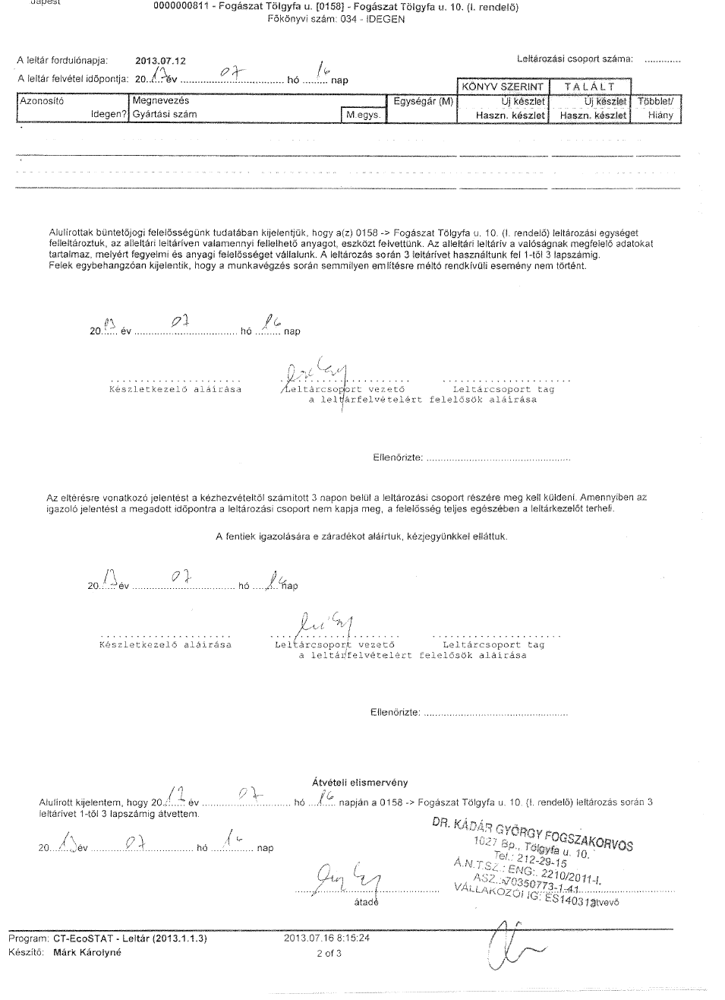 0000000811 - Fogászat Tölgyfa u. [0158] - Fogászat Tölgyfa u. 10. (I. rendelő)
Főkönyvi szám: 034 - IDEGEN
A leltár fordulónapja: 2013.07.12 Leltározási csoport száma: .............
A leltár felvétel időpontja: 20..13.év ........07........ hó ...16... nap
KÖNYV SZERINT TALÁLT
Azonosító Megnevezés Egységár (M) Új készlet Új készlet Többlet/
Idegen? Gyártási szám M.egys. Haszn. készlet Haszn. készlet Hiány
Alulírottak büntetőjogi felelősségünk tudatában kijelentjük, hogy a(z) 0158 -> Fogászat Tölgyfa u. 10. (I. rendelő) leltározási egységet
felleltároztuk, az alleltári leltáríven valamennyi fellelhető anyagot, eszközt felvettünk. Az alleltári leltárív a valóságnak megfelelő adatokat
tartalmaz, melyért fegyelmi és anyagi felelősséget vállalunk. A leltározás során 3 leltárívet használtunk fel 1-től 3 lapszámig.
Felek egybehangzóan kijelentik, hogy a munkavégzés során semmilyen említésre méltó rendkívüli esemény nem történt.
20.13. év ........07........ hó ..16.. nap
Készletkezelő aláírása Leltárcsoport vezető Leltárcsoport tag
a leltárfelvételért felelősök aláírása
Ellenőrizte: ..................................................
Az eltérésre vonatkozó jelentést a kézhezvételtől számított 3 napon belül a leltározási csoport részére meg kell küldeni. Amennyiben az
igazoló jelentést a megadott időpontra a leltározási csoport nem kapja meg, a felelősség teljes egészében a leltárkezelőt terheli.
A fentiek igazolására e záradékot aláírtuk, kézjegyünkkel elláttuk.
20.13.év ........07........ hó ..16..nap
Készletkezelő aláírása Leltárcsoport vezető Leltárcsoport tag
a leltárfelvételért felelősök aláírása
Ellenőrizte: ..................................................
Átvételi elismervény
Alulírott kijelentem, hogy 20.13. év ........07........ hó ..16.. napján a 0158 -> Fogászat Tölgyfa u. 10. (I. rendelő) leltározás során 3
leltárívet 1-től 3 lapszámig átvettem.
20..13.év ........07........ hó ..16.. nap
DR. KÁDÁR GYÖRGY FOGSZAKORVOS
1027 Bp., Tölgyfa u. 10.
Tel.: 212-29-15
Á.N.T.SZ.: ENG:. 2210/2011-I.
ASZ.:70350773-1-41
VÁLLAKOZÓI IG: ES140312
átadó átvevő
Program: CT-EcoSTAT - Leltár (2013.1.1.3) 2013.07.16 8:15:24
Készítő: Márk Károlyné 2 of 3